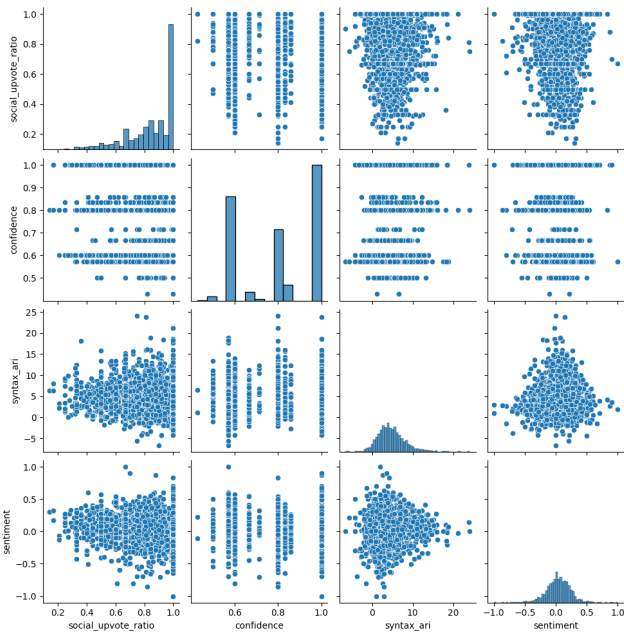 social_upvote_ratio
1.0
0.8
0.6
0.4
0.2
confidence
1.0
0.9
0.8
0.7
0.6
0.5
syntax_ari
25
20
15
10
5
0
−5
sentiment
1.0
0.5
0.0
−0.5
−1.0
0.2 0.4 0.6 0.8 1.0
social_upvote_ratio
0.6 0.8 1.0
confidence
0 10 20
syntax_ari
−1.0 −0.5 0.0 0.5 1.0
sentiment